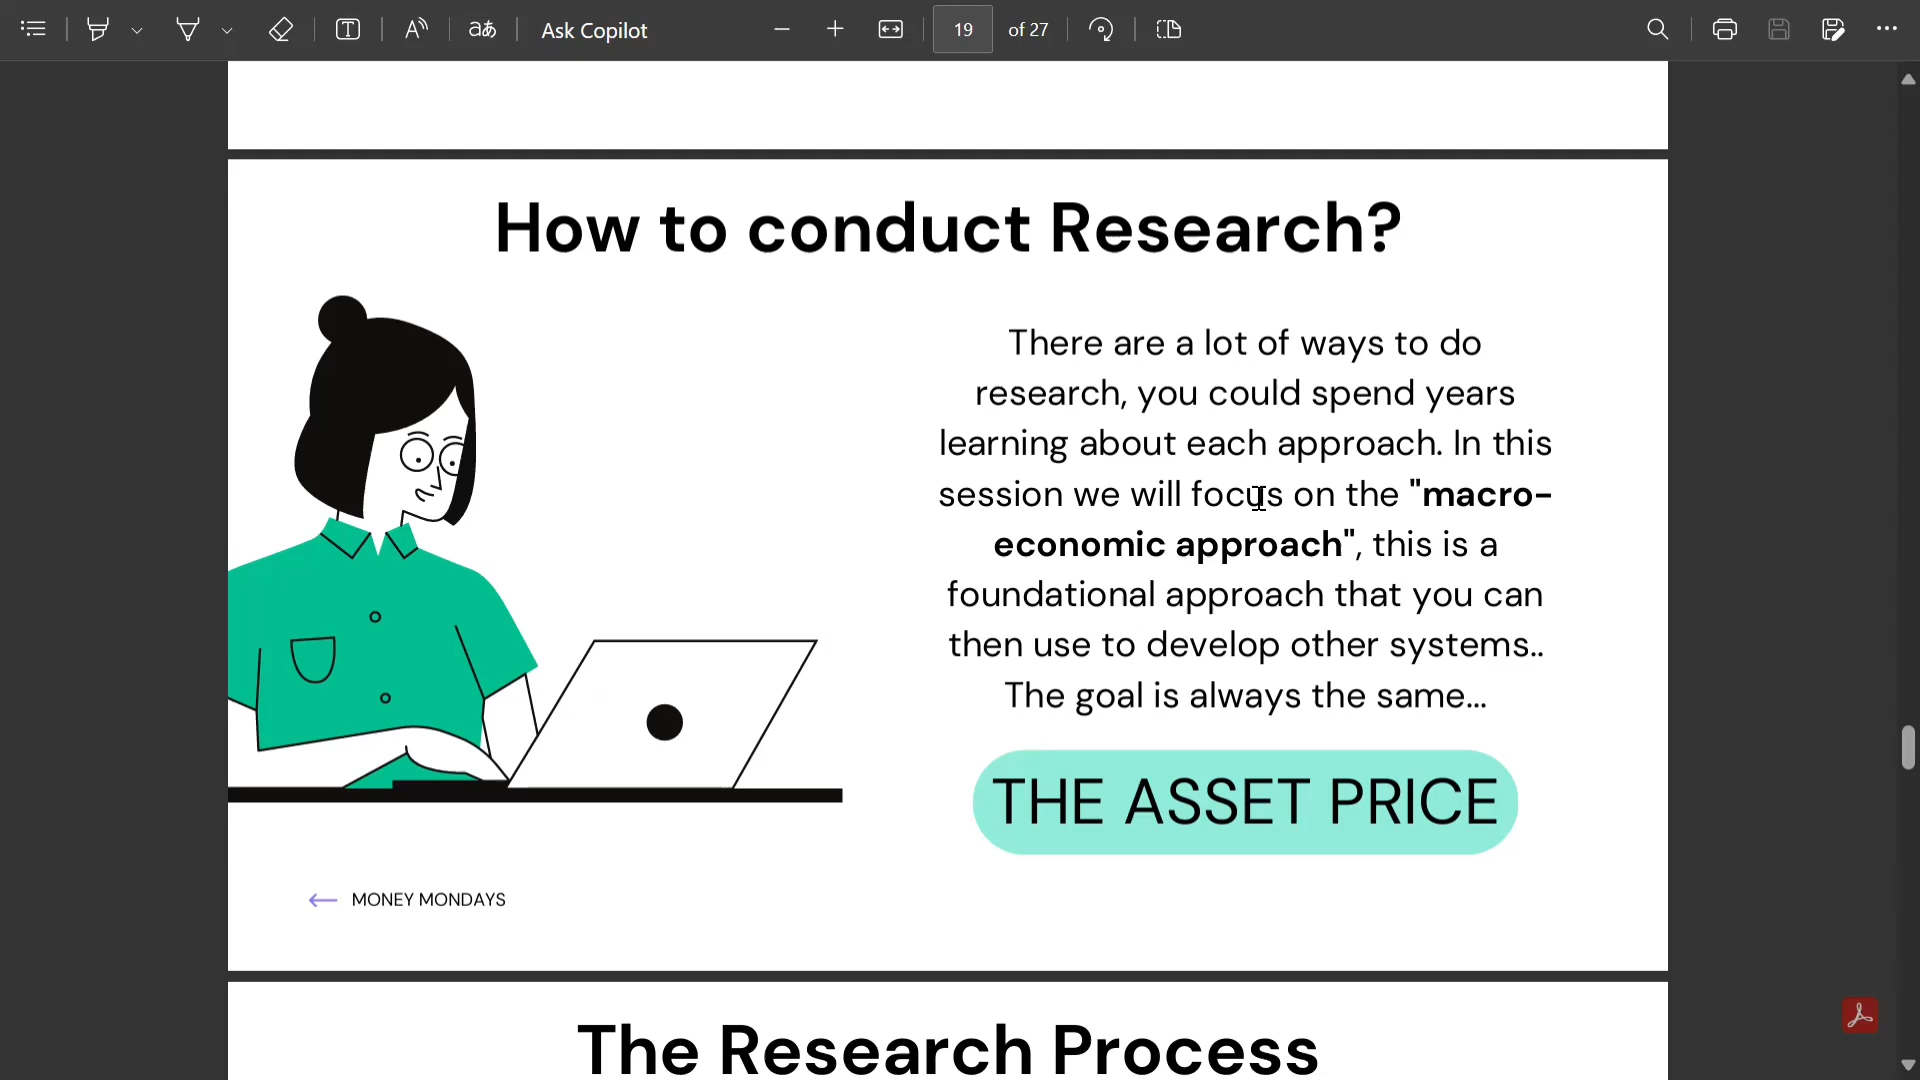 Ask Copilot
19 of 27
How to conduct Research?
There are a lot of ways to do
research, you could spend years
learning about each approach. In this
session we will focus on the "macro-
economic approach", this is a
foundational approach that you can
then use to develop other systems..
The goal is always the same...
THE ASSET PRICE
MONEY MONDAYS
The Research Process